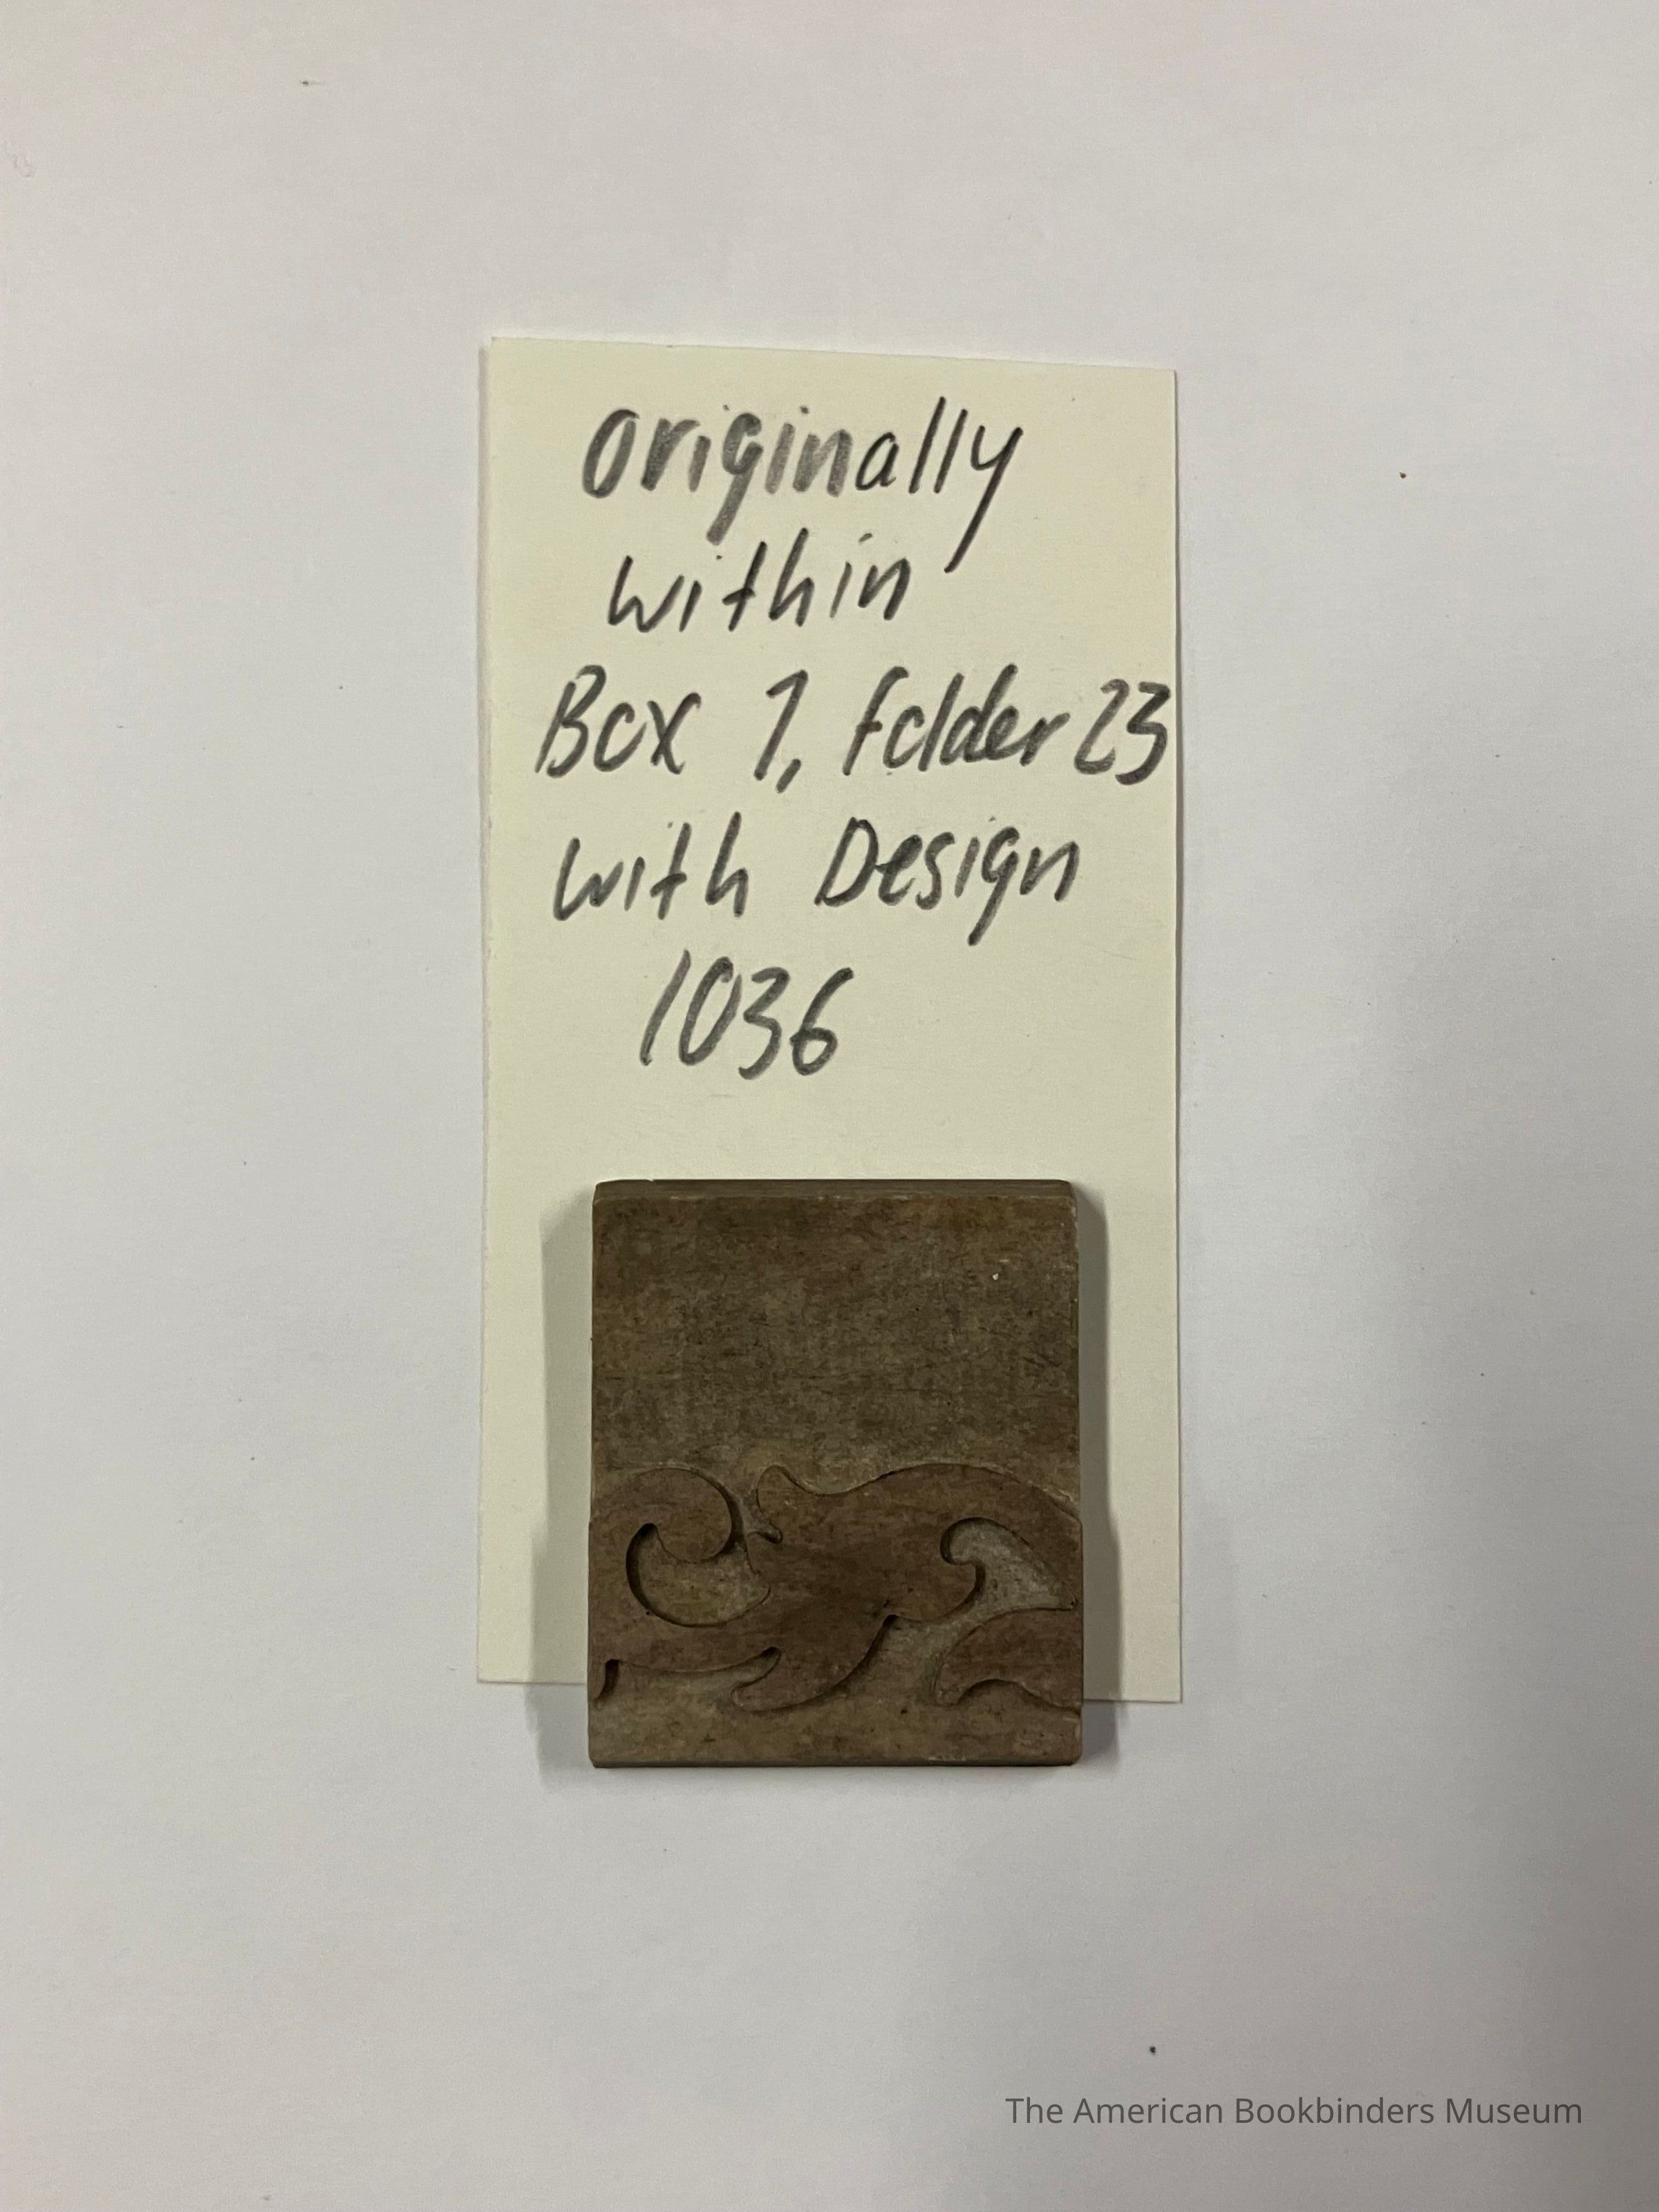 originally
within
Box 1, Folder 23
with Design
1036
The American Bookbinders Museum